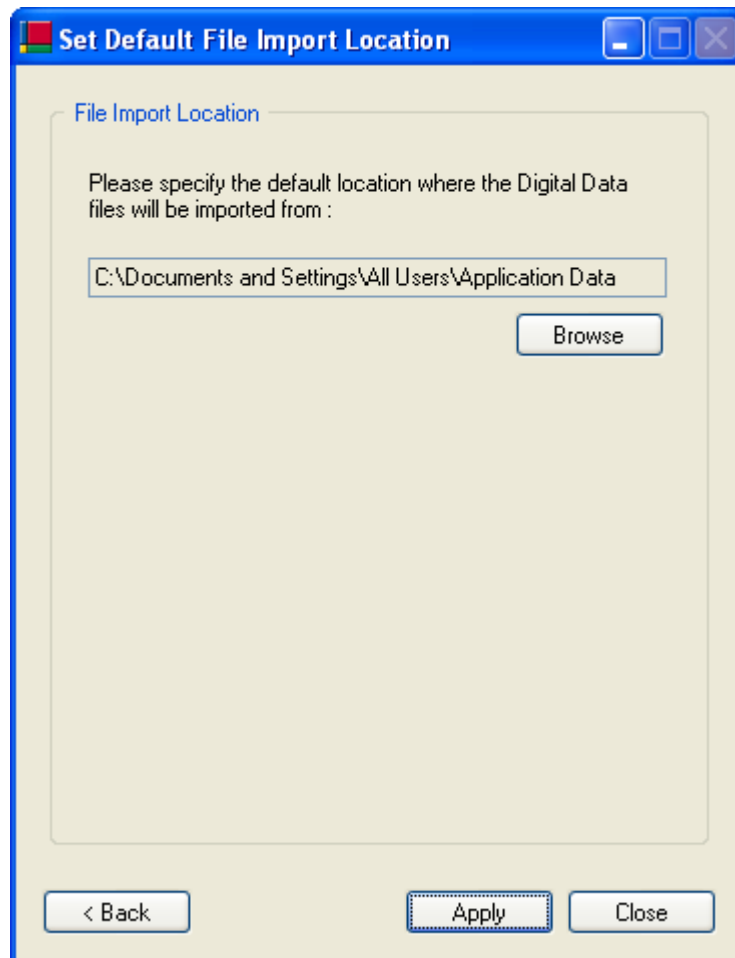 Set Default File Import Location
File Import Location
Please specify the default location where the Digital Data
files will be imported from :
C:\Documents and Settings\All Users\Application Data
Browse
< Back
Apply
Close